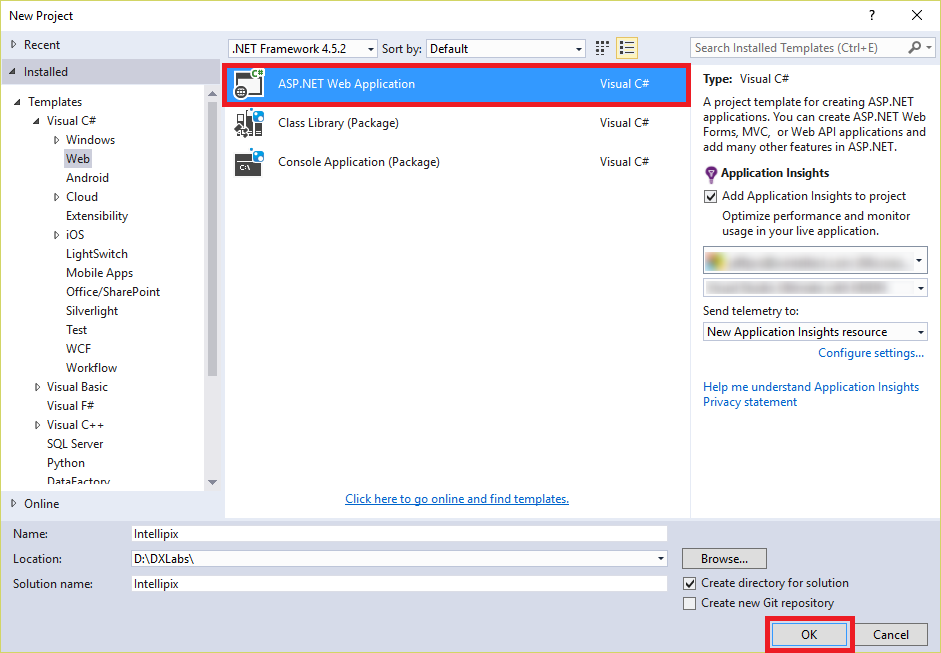 New Project
?
Recent
.NET Framework 4.5.2
Sort by:
Default
Search Installed Templates (Ctrl+E)
Installed
Templates
Visual C#
Windows
Web
Android
Cloud
Extensibility
iOS
LightSwitch
Mobile Apps
Office/SharePoint
Silverlight
Test
WCF
Workflow
Visual Basic
Visual F#
Visual C++
SQL Server
Python
DataFactory
Online
C# ASP.NET Web Application Visual C#
Class Library (Package) Visual C#
C:\ Console Application (Package) Visual C#
Click here to go online and find templates.
Type: Visual C#
A project template for creating ASP.NET
applications. You can create ASP.NET Web
Forms, MVC, or Web API applications and
add many other features in ASP.NET.
Application Insights
Add Application Insights to project
Optimize performance and monitor
usage in your live application.
Send telemetry to:
New Application Insights resource
Configure settings...
Help me understand Application Insights
Privacy statement
Name: Intellipix
Location: D:\DXLabs\
Browse...
Solution name: Intellipix
Create directory for solution
Create new Git repository
OK
Cancel